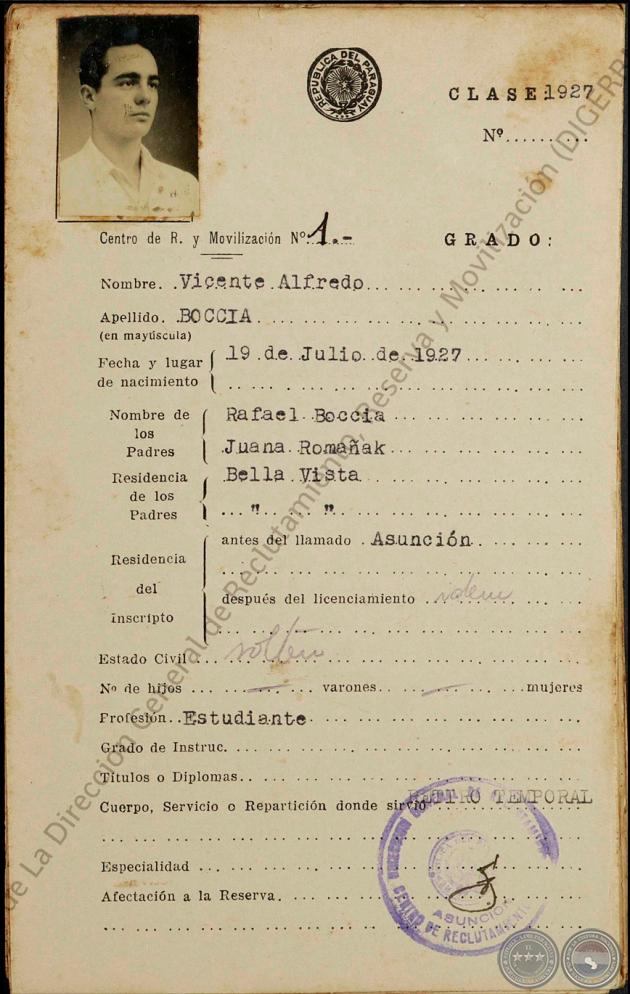 REPUBLICA DEL PARAGUAY
CLASE: 1927
Nº
Centro de R. y Movilización Nº 1.-
GRADO:
Nombre. Vicente Alfredo
Apellido. BOCCIA
(en mayúscula)
Fecha y lugar de nacimiento 19 de Julio de 1927
Nombre de los Padres Rafael Boccia
Juana Romañak
Residencia de los Padres Bella Vista
" "
Residencia del Inscripto antes del llamado Asunción
después del licenciamiento idem
Estado Civil
Nº de hijos varones mujeres
Profesión Estudiante
Grado de Instruc.
Títulos o Diplomas
Cuerpo, Servicio o Repartición donde sirvió RETIRO TEMPORAL
Especialidad
Afectación a la Reserva
DIRECCION GENERAL DE
CENTRO DE RECLUTAMIENTO
ASUNCION
de La Dirección General de Reclutamiento, Reserva y Movilización (DIGERR